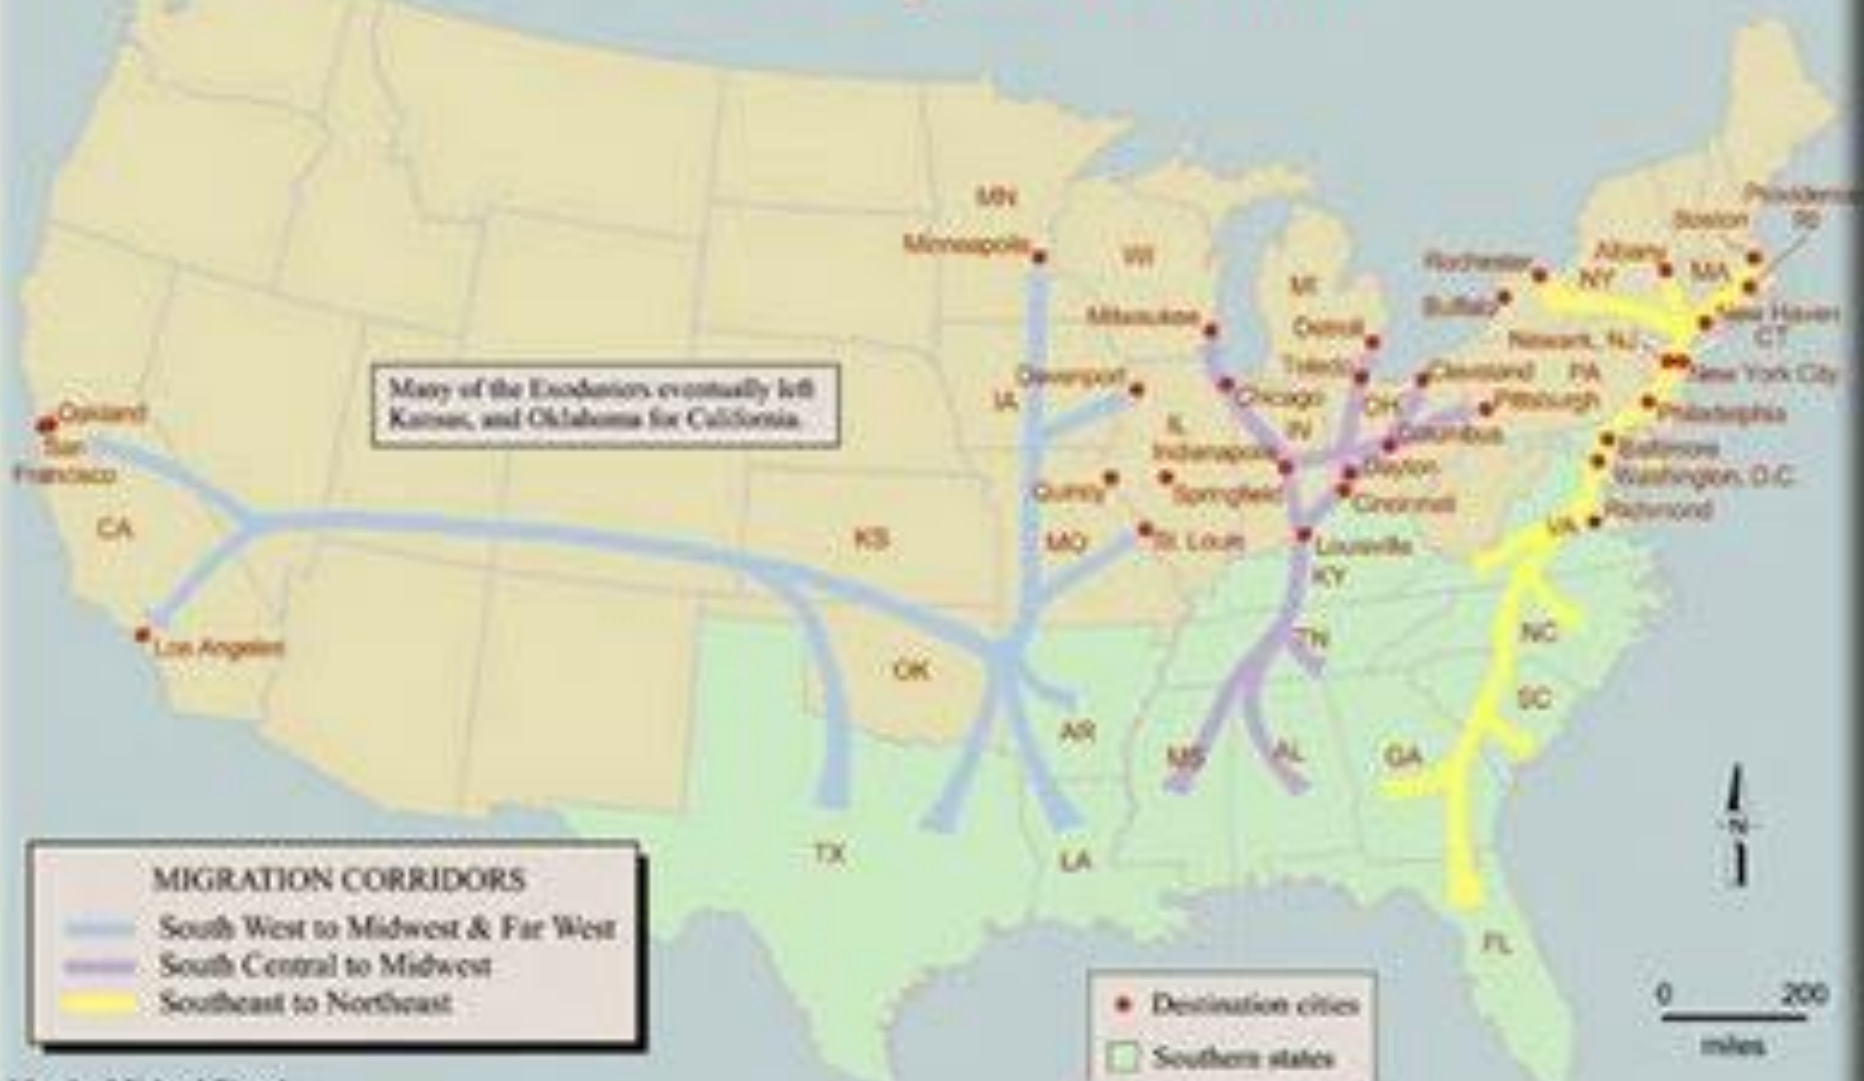 MN
Minneapolis
WI
MI
Milwaukee
Detroit
Toledo
Davenport
IA
Chicago
OH
Cleveland
PA
Pittsburgh
IL
IN
Indianapolis
Columbus
Dayton
Quincy
Springfield
Cincinnati
MO
St. Louis
Louisville
KY
Rochester
Buffalo
Albany
NY
Boston
MA
RI
New Haven
CT
Newark, NJ
New York City
Philadelphia
Baltimore
Washington, D.C.
Richmond
VA
Many of the Exodusters eventually left
Kansas, and Oklahoma for California.
Oakland
San
Francisco
CA
Los Angeles
KS
OK
AR
TX
LA
MS
AL
TN
NC
SC
GA
FL
N
MIGRATION CORRIDORS
South West to Midwest & Far West
South Central to Midwest
Southeast to Northeast
Destination cities
Southern states
0 200
miles